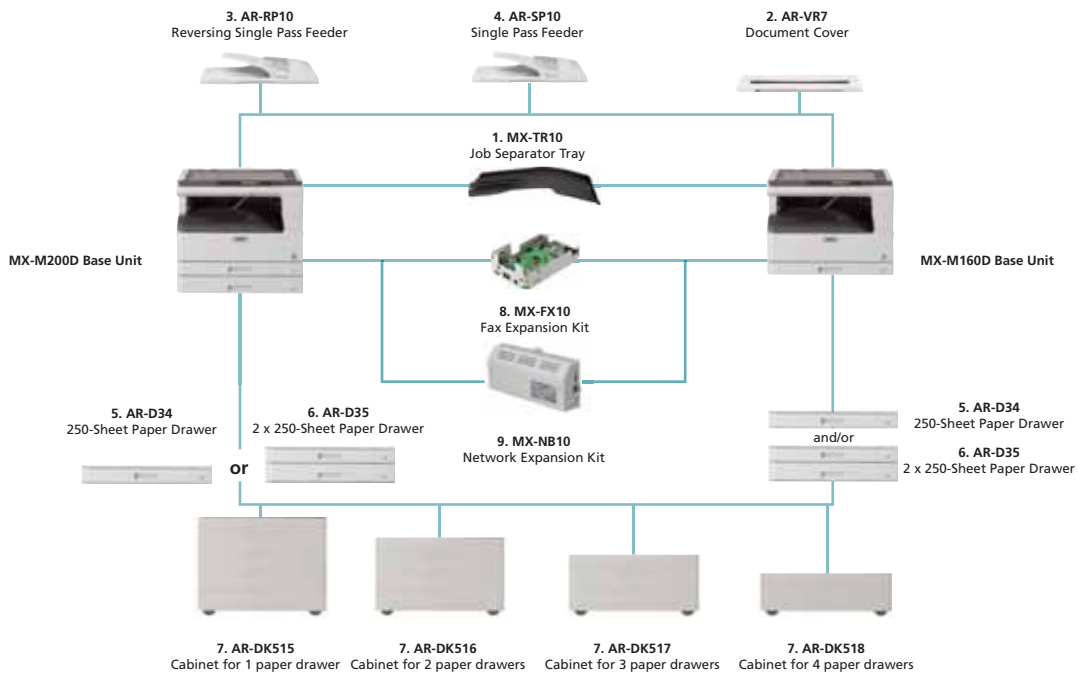 3. AR-RP10
Reversing Single Pass Feeder
4. AR-SP10
Single Pass Feeder
2. AR-VR7
Document Cover
1. MX-TR10
Job Separator Tray
MX-M200D Base Unit
MX-M160D Base Unit
8. MX-FX10
Fax Expansion Kit
5. AR-D34
250-Sheet Paper Drawer
or
6. AR-D35
2 x 250-Sheet Paper Drawer
9. MX-NB10
Network Expansion Kit
5. AR-D34
250-Sheet Paper Drawer
and/or
6. AR-D35
2 x 250-Sheet Paper Drawer
7. AR-DK515
Cabinet for 1 paper drawer
7. AR-DK516
Cabinet for 2 paper drawers
7. AR-DK517
Cabinet for 3 paper drawers
7. AR-DK518
Cabinet for 4 paper drawers